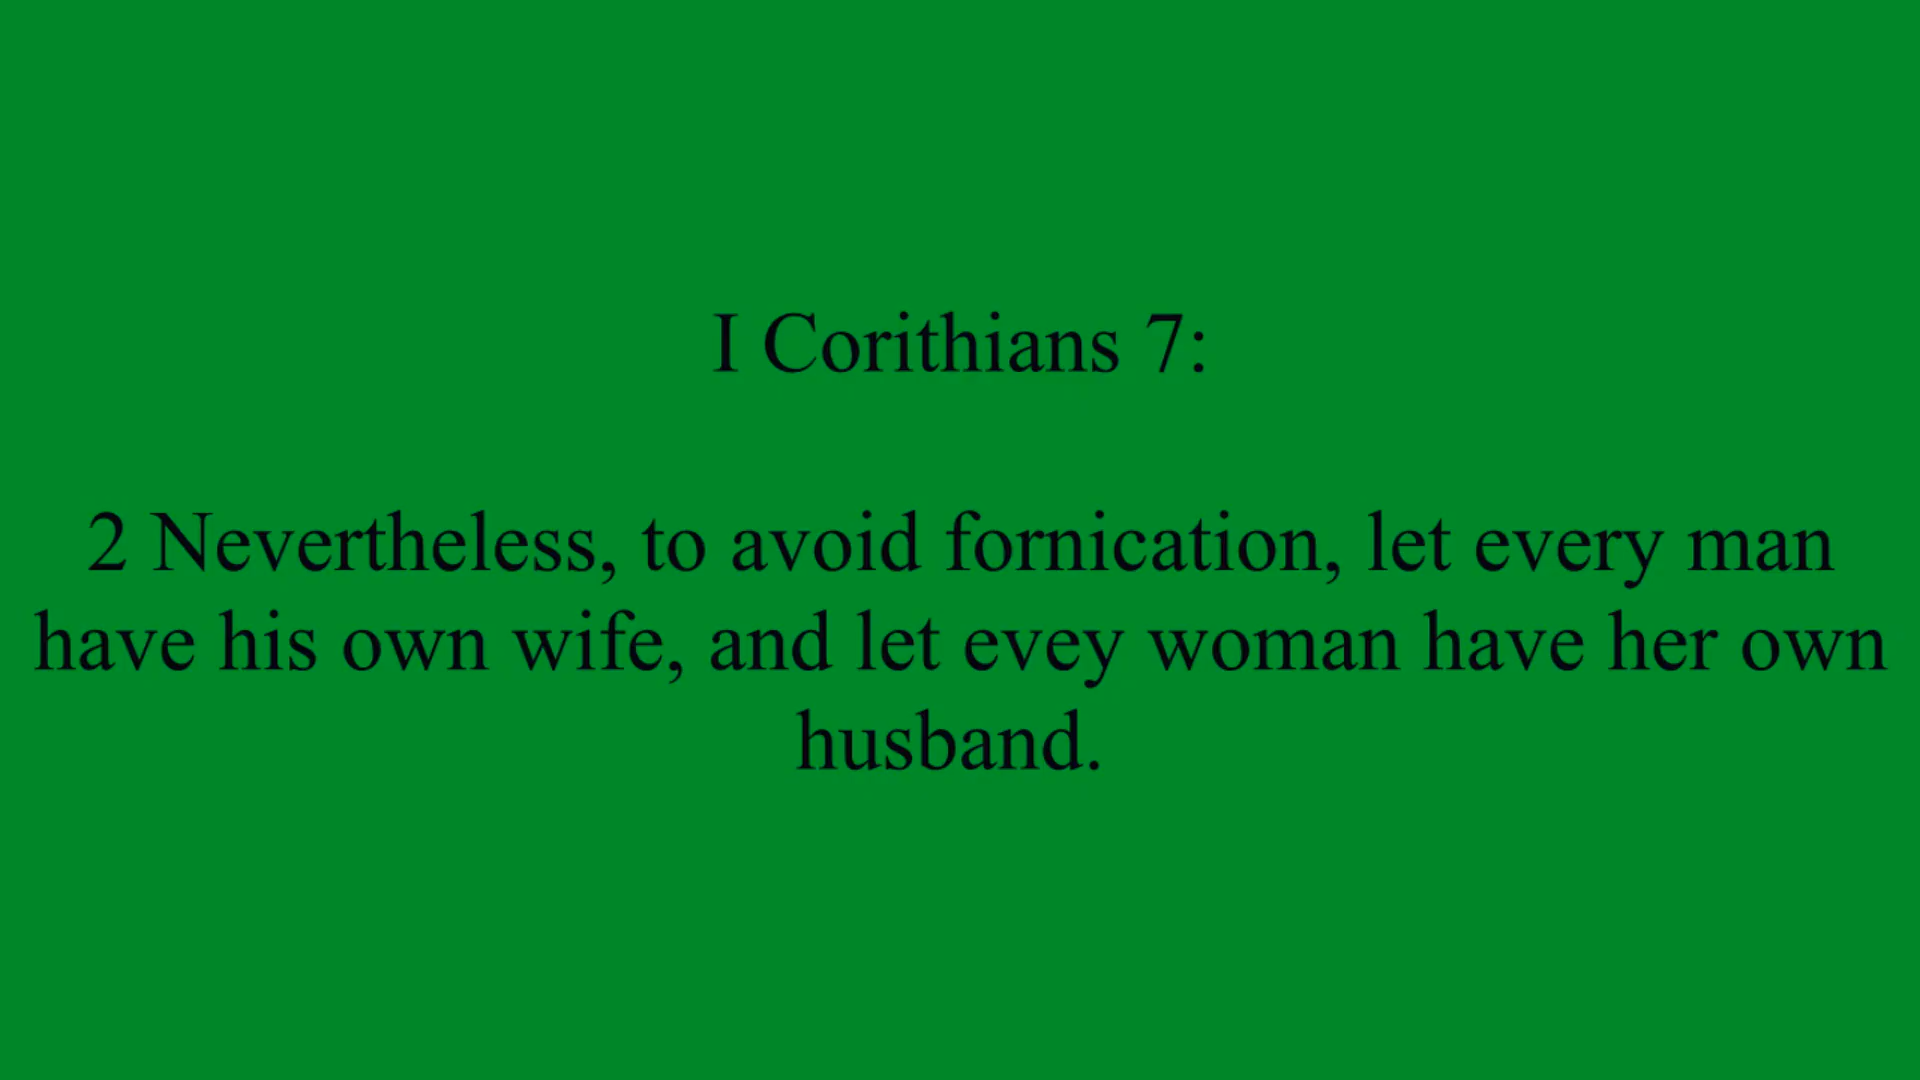 I Corithians 7:
2 Nevertheless, to avoid fornication, let every man
have his own wife, and let evey woman have her own
husband.